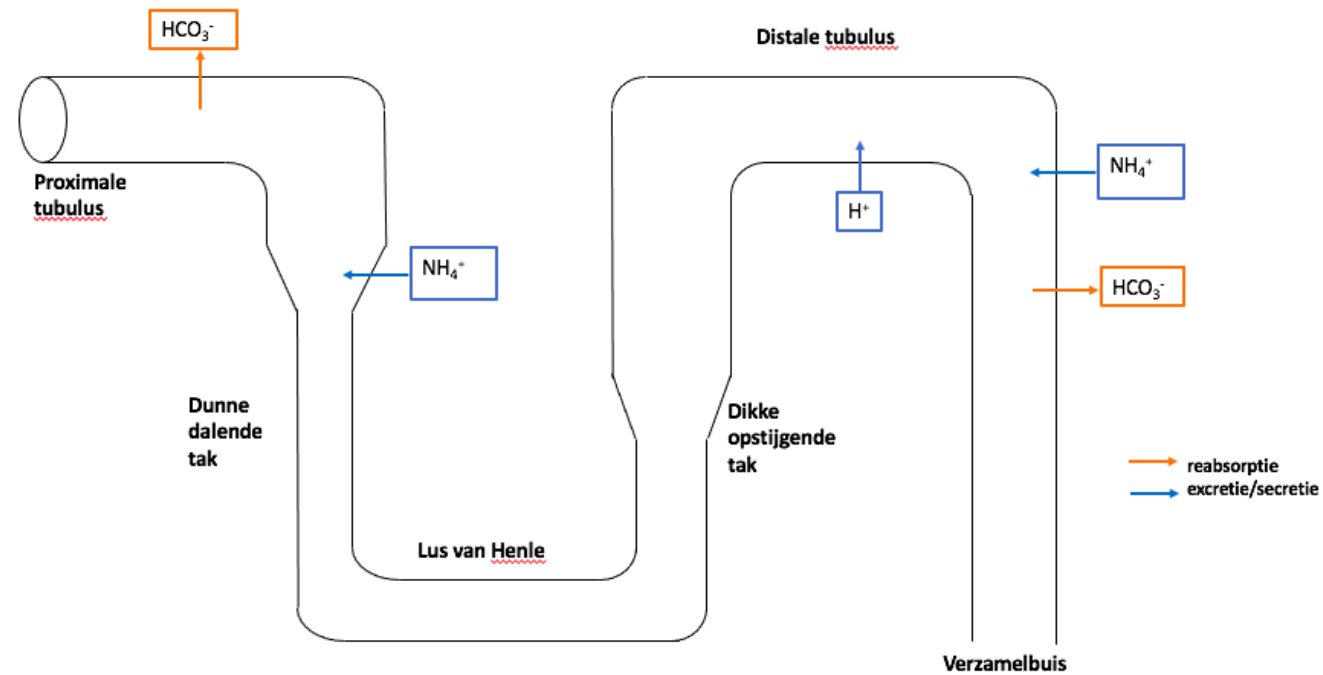 HCO₃⁻
Distale tubulus
Proximale
tubulus
NH₄⁺
H⁺
NH₄⁺
HCO₃⁻
Dunne
dalende
tak
Dikke
opstijgende
tak
reabsorptie
excretie/secretie
Lus van Henle
Verzamelbuis